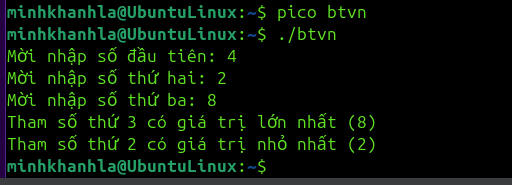 minhkhanhla@UbuntuLinux:~$ pico btvn
minhkhanhla@UbuntuLinux:~$ ./btvn
Mời nhập số đầu tiên: 4
Mời nhập số thứ hai: 2
Mời nhập số thứ ba: 8
Tham số thứ 3 có giá trị lớn nhất (8)
Tham số thứ 2 có giá trị nhỏ nhất (2)
minhkhanhla@UbuntuLinux:~$